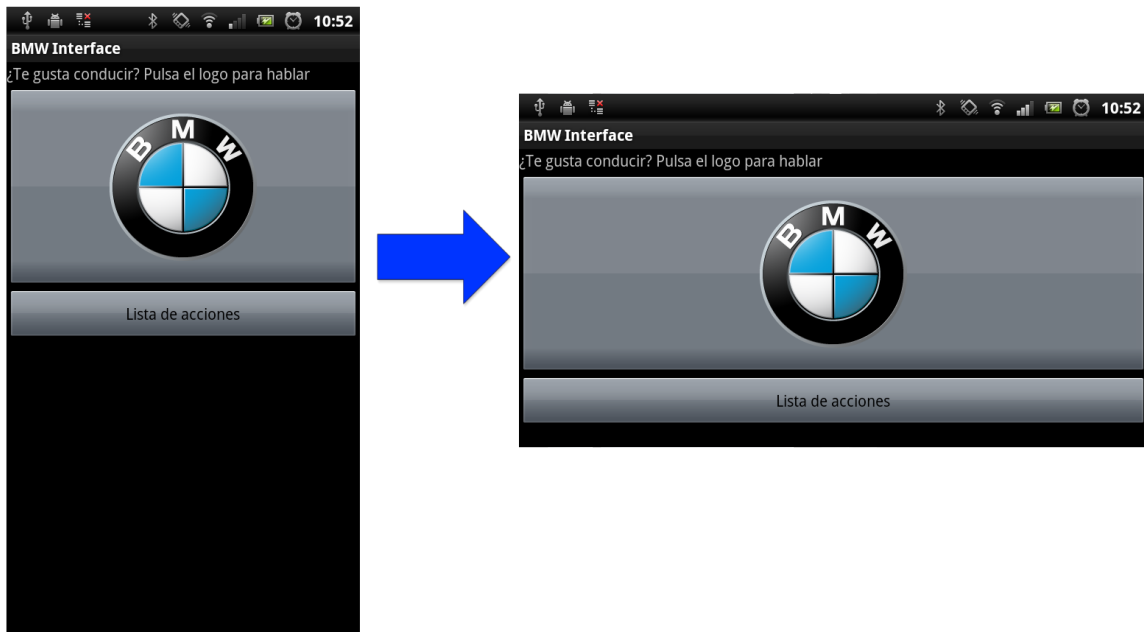 10:52
BMW Interface
¿Te gusta conducir? Pulsa el logo para hablar
BMW
Lista de acciones
10:52
BMW Interface
¿Te gusta conducir? Pulsa el logo para hablar
BMW
Lista de acciones